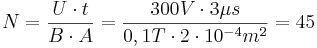 N = \frac{U \cdot t}{B \cdot A} = \frac{300V \cdot 3\mu s}{0,1T \cdot 2 \cdot 10^{-4} m^2} = 45